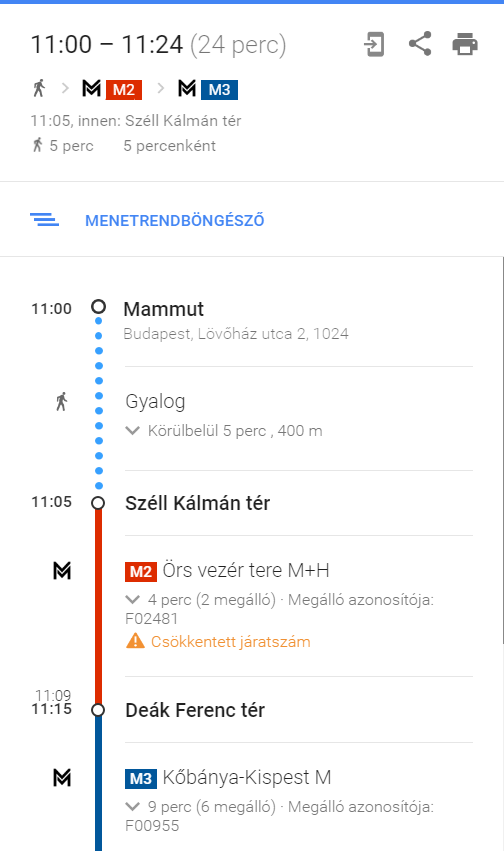 11:00 – 11:24 (24 perc)
M2 M3
11:05, innen: Széll Kálmán tér
5 perc 5 percenként
MENETRENDBÖNGÉSZŐ
11:00 Mammut
Budapest, Lövőház utca 2, 1024
Gyalog
Körülbelül 5 perc , 400 m
11:05 Széll Kálmán tér
M2 Örs vezér tere M+H
4 perc (2 megálló) · Megálló azonosítója:
F02481
Csökkentett járatszám
11:09
11:15 Deák Ferenc tér
M3 Kőbánya-Kispest M
9 perc (6 megálló) · Megálló azonosítója:
F00955